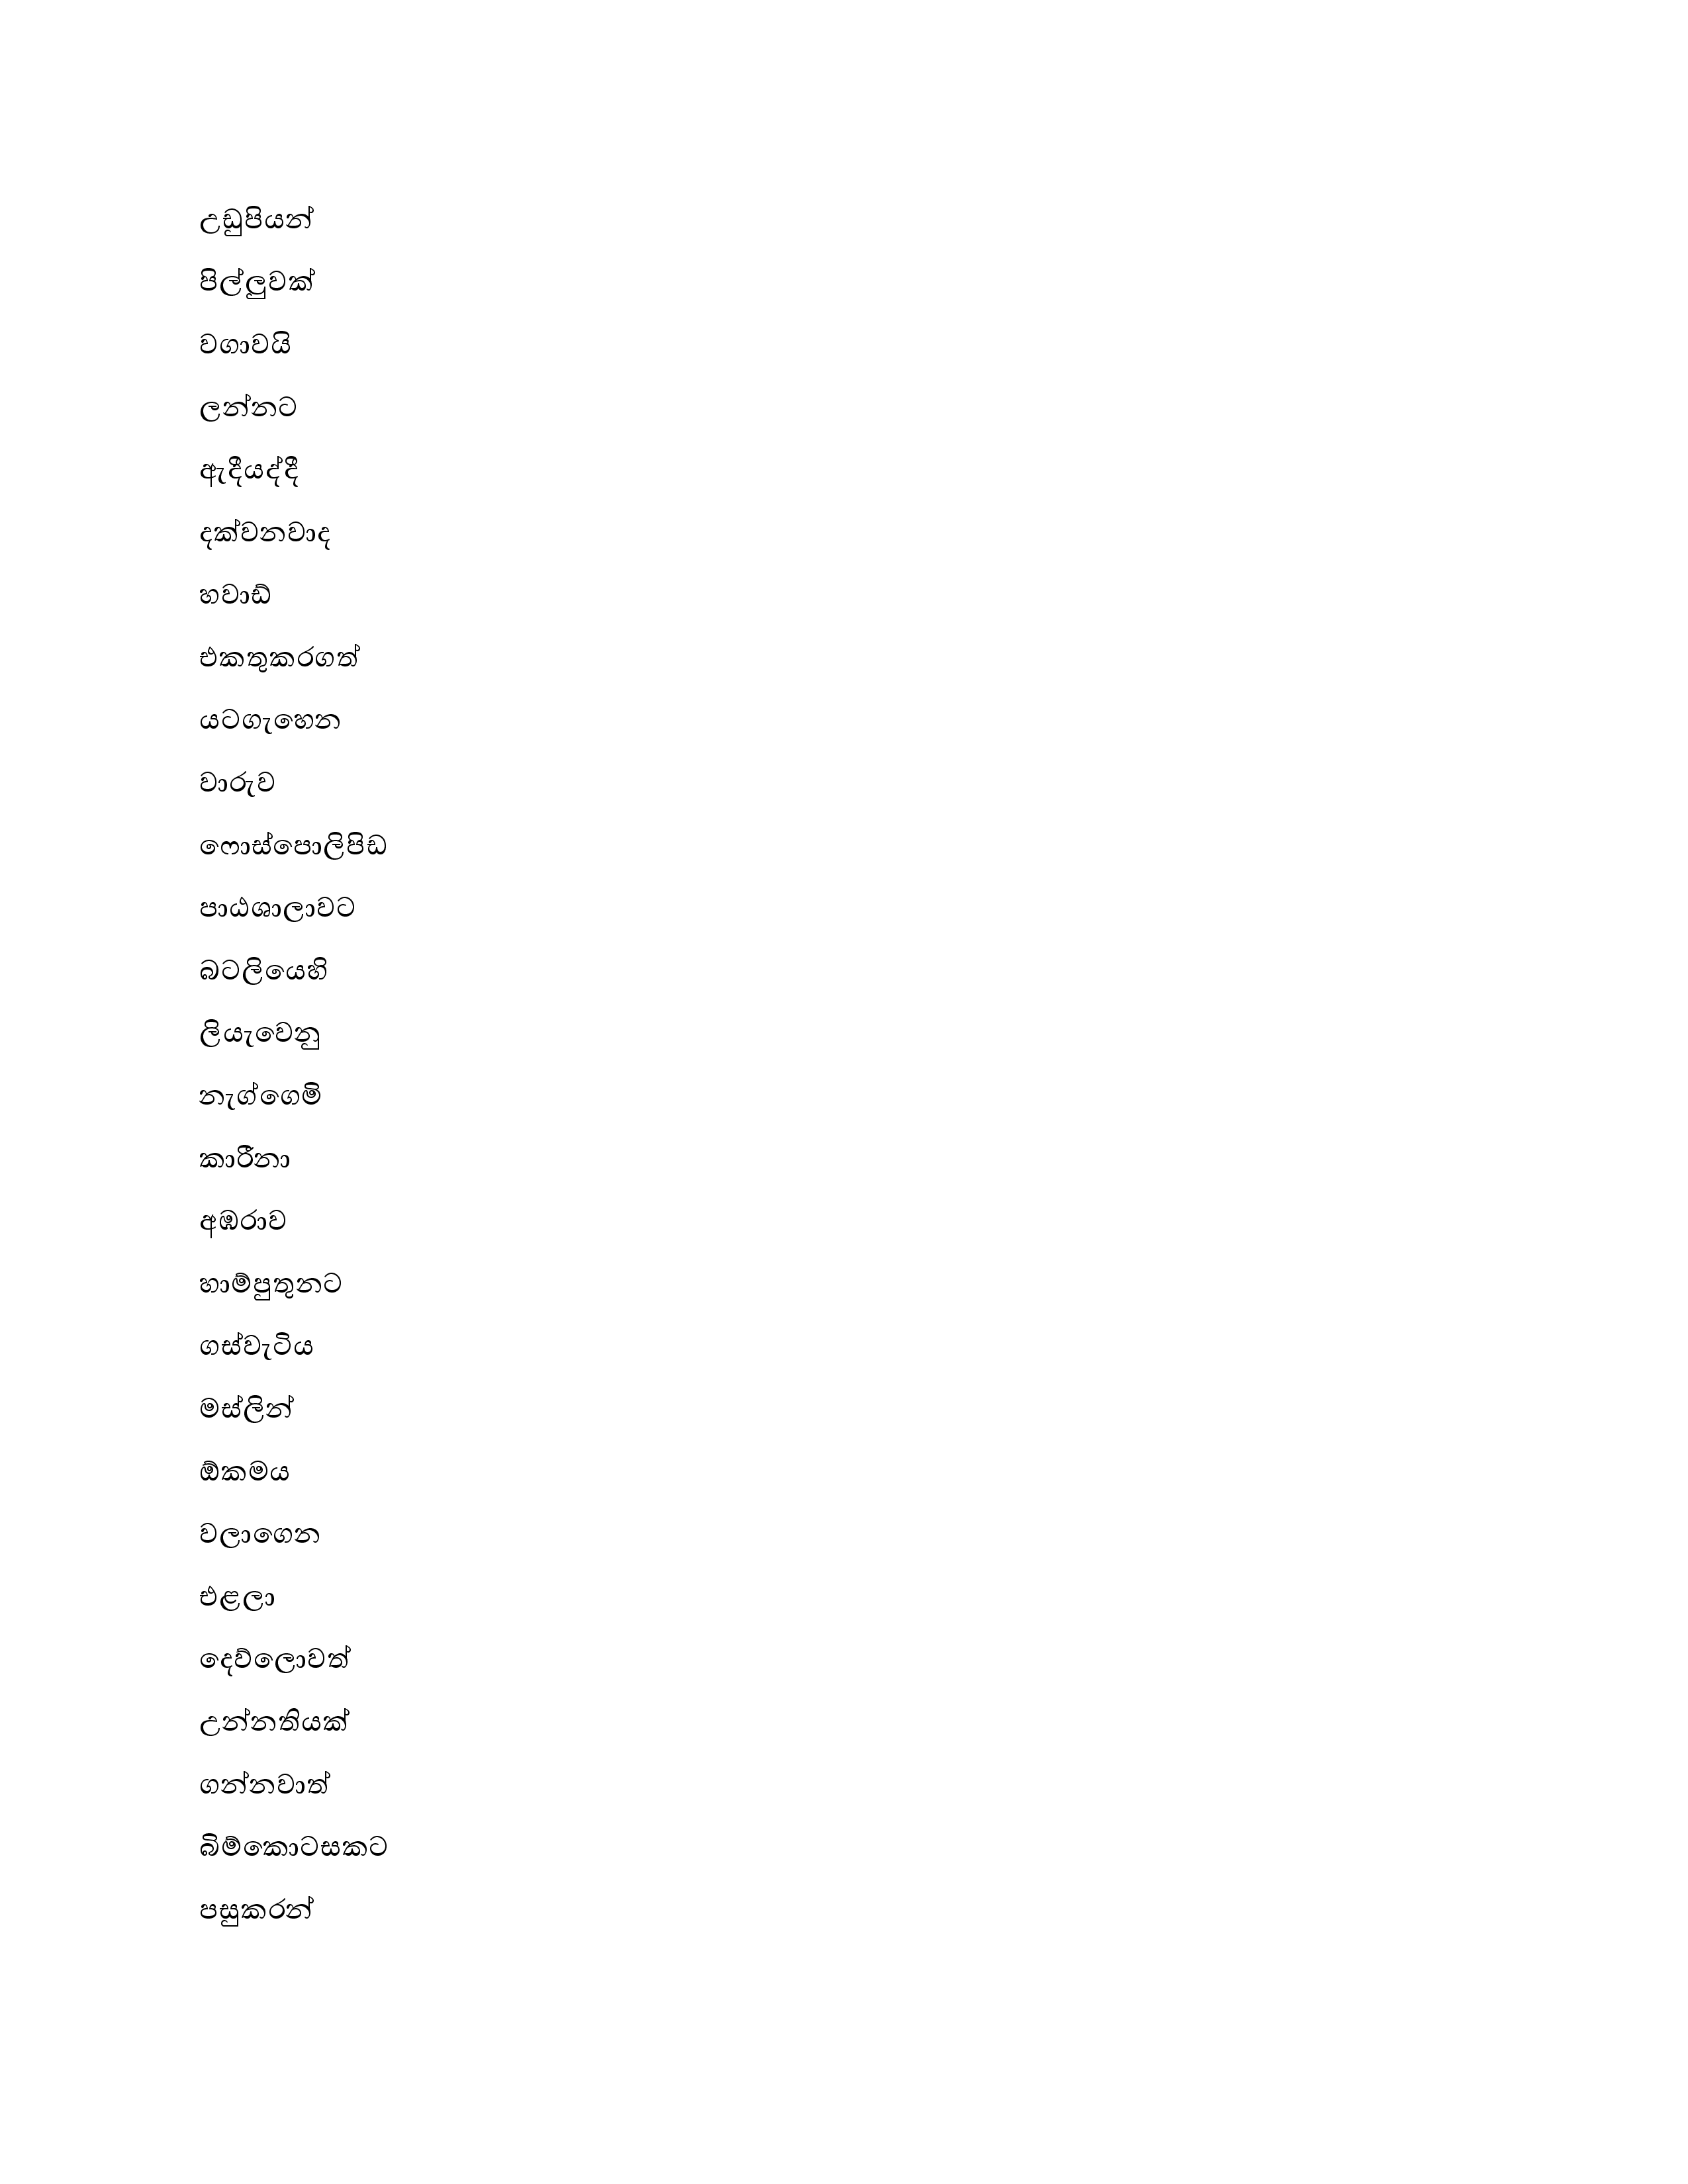 උඩුපියන්
පිල්ලුවක්
වගාවයි
ලන්නට
ඇදීයද්දී
දක්වනවාද
හවාඩ්
එකතුකරගත්
යටගැහෙන
වාරුව
ෆොස්පොලිපිඩ
පාඨශාලාවට
බටලියෙහි
ලියැවෙනු
නැග්ගෙමි
කාරීනා
අඹරාව
හාම්පුතුනට
ගස්වැටිය
මස්ලින්
ඕකමය
වලාගෙන
එළලා
දෙව්ලොවත්
උන්නතියක්
ගන්නවාත්
බිම්කොටසකට
පසුකරන්